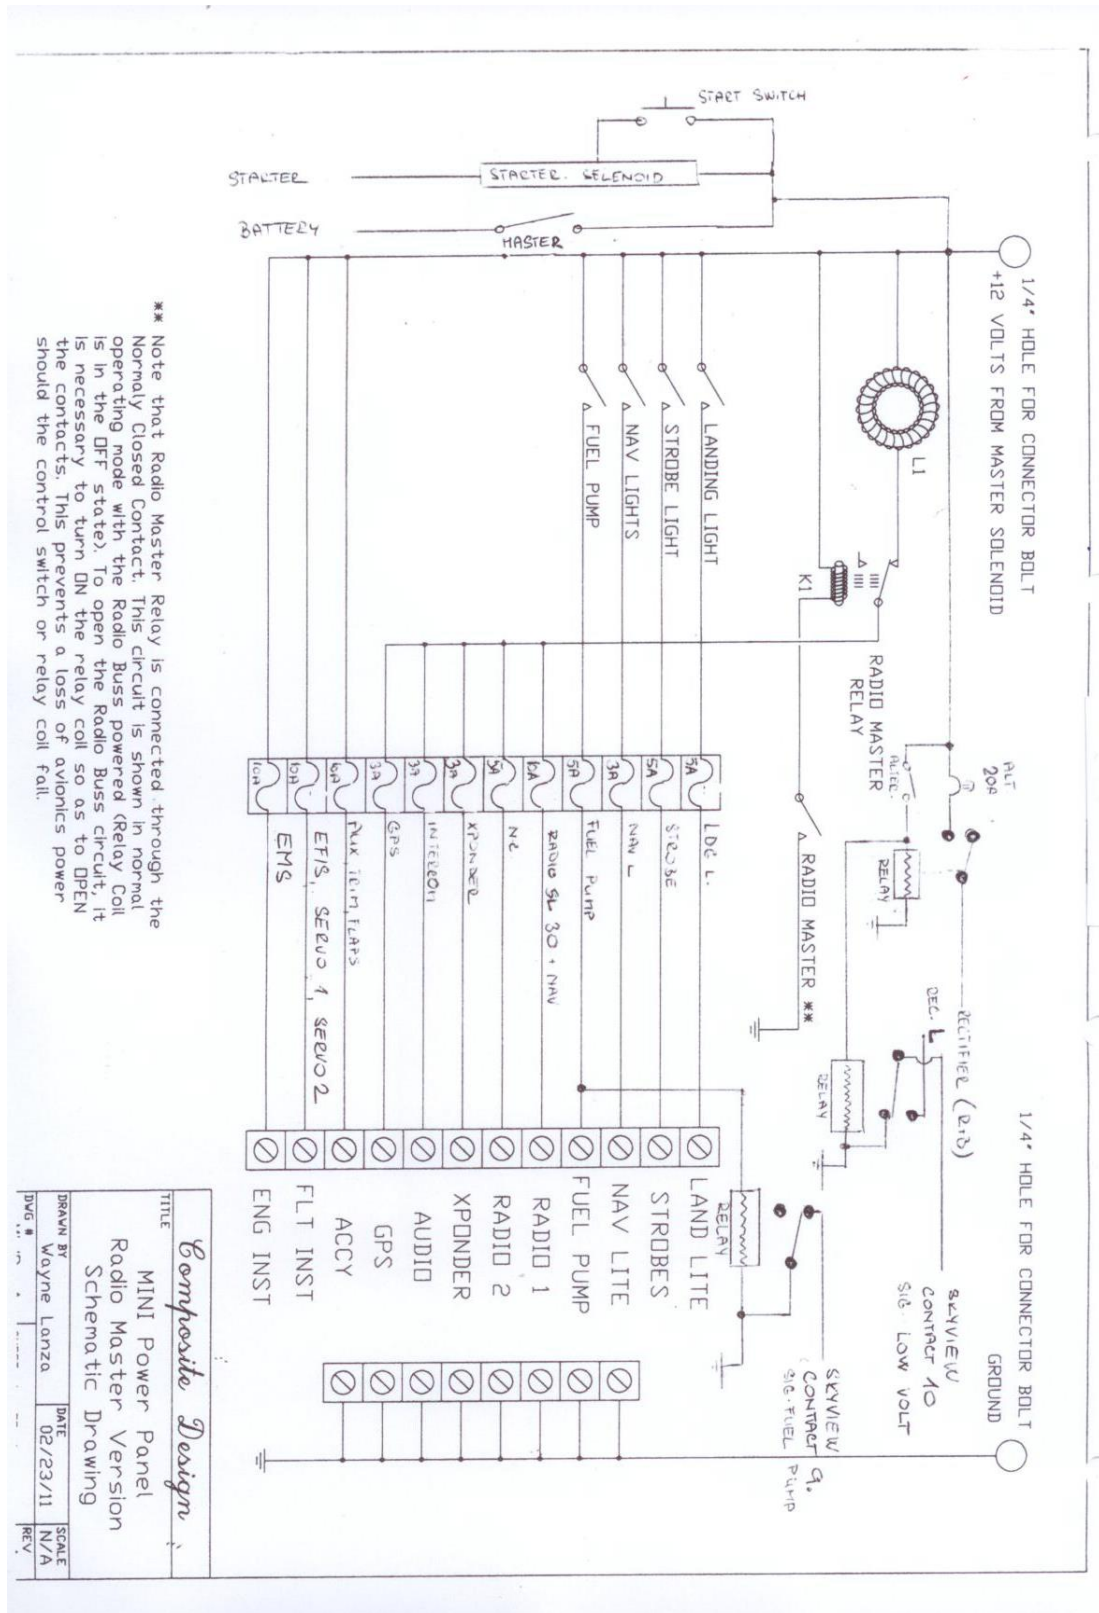 START SWITCH
STARTER
STARTER. SELENOID
BATTERY
MASTER
1/4" HOLE FOR CONNECTOR BOLT
+12 VOLTS FROM MASTER SOLENOID
L1
K1
LANDING LIGHT
STROBE LIGHT
NAV LIGHTS
FUEL PUMP
RADIO MASTER
RELAY
ALT
20A
ALTER.
RELAY
RADIO MASTER **
RECTIFIER (R+B)
REG. L
RELAY
SKYVIEW
CONTACT 10
SIG. LOW VOLT
1/4" HOLE FOR CONNECTOR BOLT
GROUND
5A
5A
3A
5A
10A
5A
3A
3A
3A
10A
10A
LDG L.
STROBE
NAV L
FUEL PUMP
RADIO SL 30 + NAV
NC
XPONDER
INTERCOM
GPS
AUX, TRIM, FLAPS
EFIS, SERVO 1, SERVO 2
EMS
LAND LITE
STROBES
NAV LITE
FUEL PUMP
RADIO 1
RADIO 2
XPONDER
AUDIO
GPS
ACCY
FLT INST
ENG INST
RELAY
SKYVIEW
CONTACT 9.
SIG. FUEL PUMP
** Note that Radio Master Relay is connected through the
Normaly Closed Contact. This circuit is shown in normal
operating mode with the Radio Buss powered (Relay Coil
is in the OFF state). To open the Radio Buss circuit, it
is necessary to turn ON the relay coil so as to OPEN
the contacts. This prevents a loss of avionics power
should the control switch or relay coil fail.
Composite Design
TITLE
MINI Power Panel
Radio Master Version
Schematic Drawing
DRAWN BY
Wayne Lanza
DATE
02/23/11
SCALE
N/A
DWG #
REV